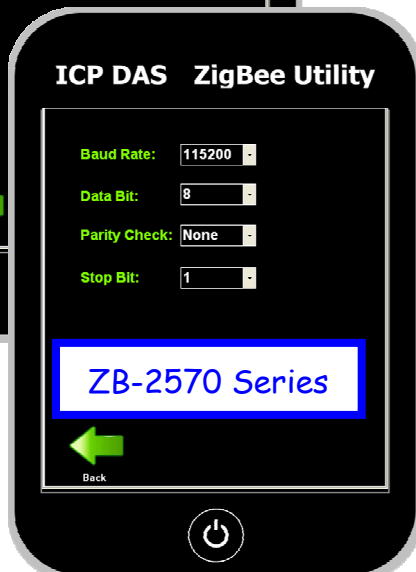 ICP DAS ZigBee Utility
Baud Rate: 115200
Data Bit: 8
Parity Check: None
Stop Bit: 1
ZB-2570 Series
Back